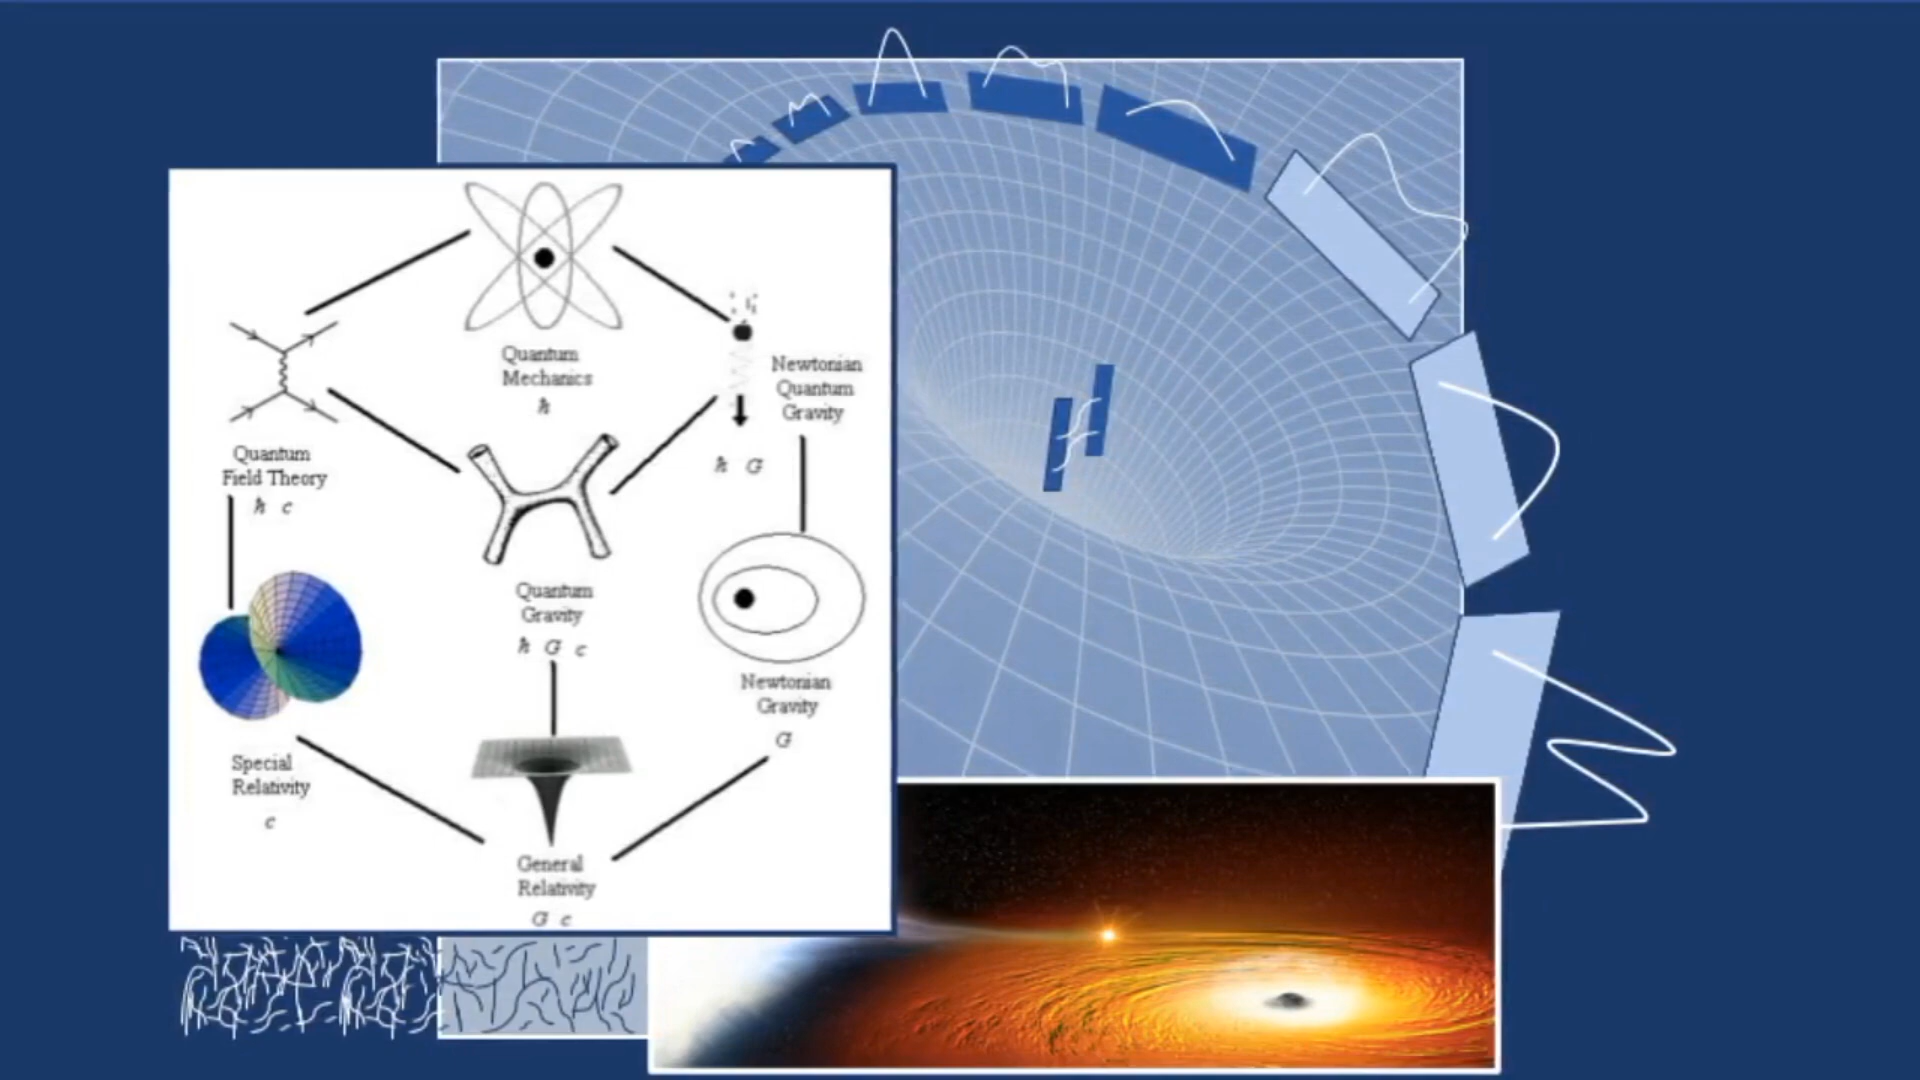 Quantum
Mechanics
ħ
Newtonian
Quantum
Gravity
ħ G
Quantum
Field Theory
ħ c
Quantum
Gravity
ħ G c
Newtonian
Gravity
G
Special
Relativity
c
General
Relativity
G c